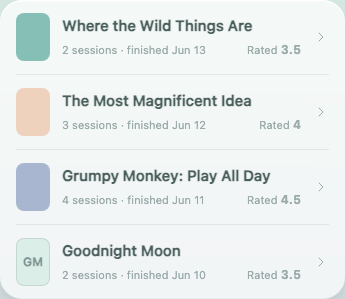 Where the Wild Things Are
2 sessions · finished Jun 13 Rated 3.5
The Most Magnificent Idea
3 sessions · finished Jun 12 Rated 4
Grumpy Monkey: Play All Day
4 sessions · finished Jun 11 Rated 4.5
GM
Goodnight Moon
2 sessions · finished Jun 10 Rated 3.5